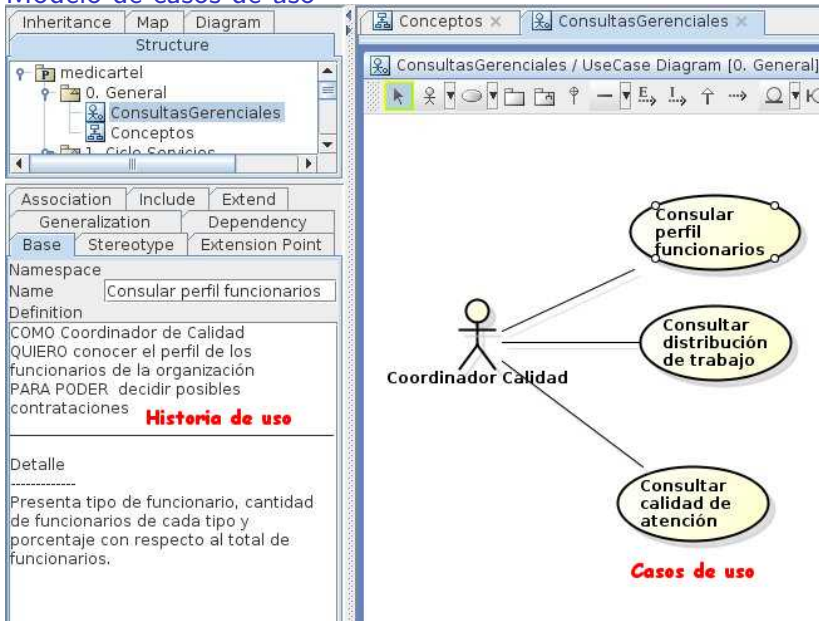 Modelo de casos de uso
Inheritance Map Diagram
Structure
medicartel
0. General
ConsultasGerenciales
Conceptos
1. Ciclo Servicios
Association Include Extend
Generalization Dependency
Base Stereotype Extension Point
Namespace
Name Consular perfil funcionarios
Definition
COMO Coordinador de Calidad
QUIERO conocer el perfil de los
funcionarios de la organización
PARA PODER decidir posibles
contrataciones
Historia de uso
Detalle
-------------
Presenta tipo de funcionario, cantidad
de funcionarios de cada tipo y
porcentaje con respecto al total de
funcionarios.
Conceptos × ConsultasGerenciales ×
ConsultasGerenciales / UseCase Diagram [0. General]
Consular
perfil
funcionarios
Consultar
distribución
de trabajo
Coordinador Calidad
Consultar
calidad de
atención
Casos de uso